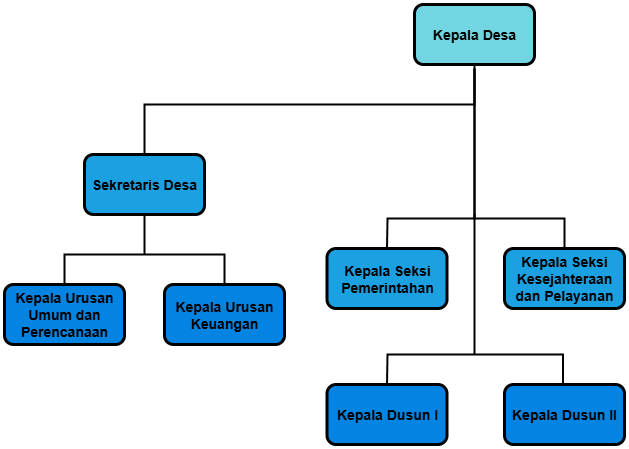 Kepala Desa
Sekretaris Desa
Kepala Seksi
Pemerintahan
Kepala Seksi
Kesejahteraan
dan Pelayanan
Kepala Urusan
Umum dan
Perencanaan
Kepala Urusan
Keuangan
Kepala Dusun I
Kepala Dusun II